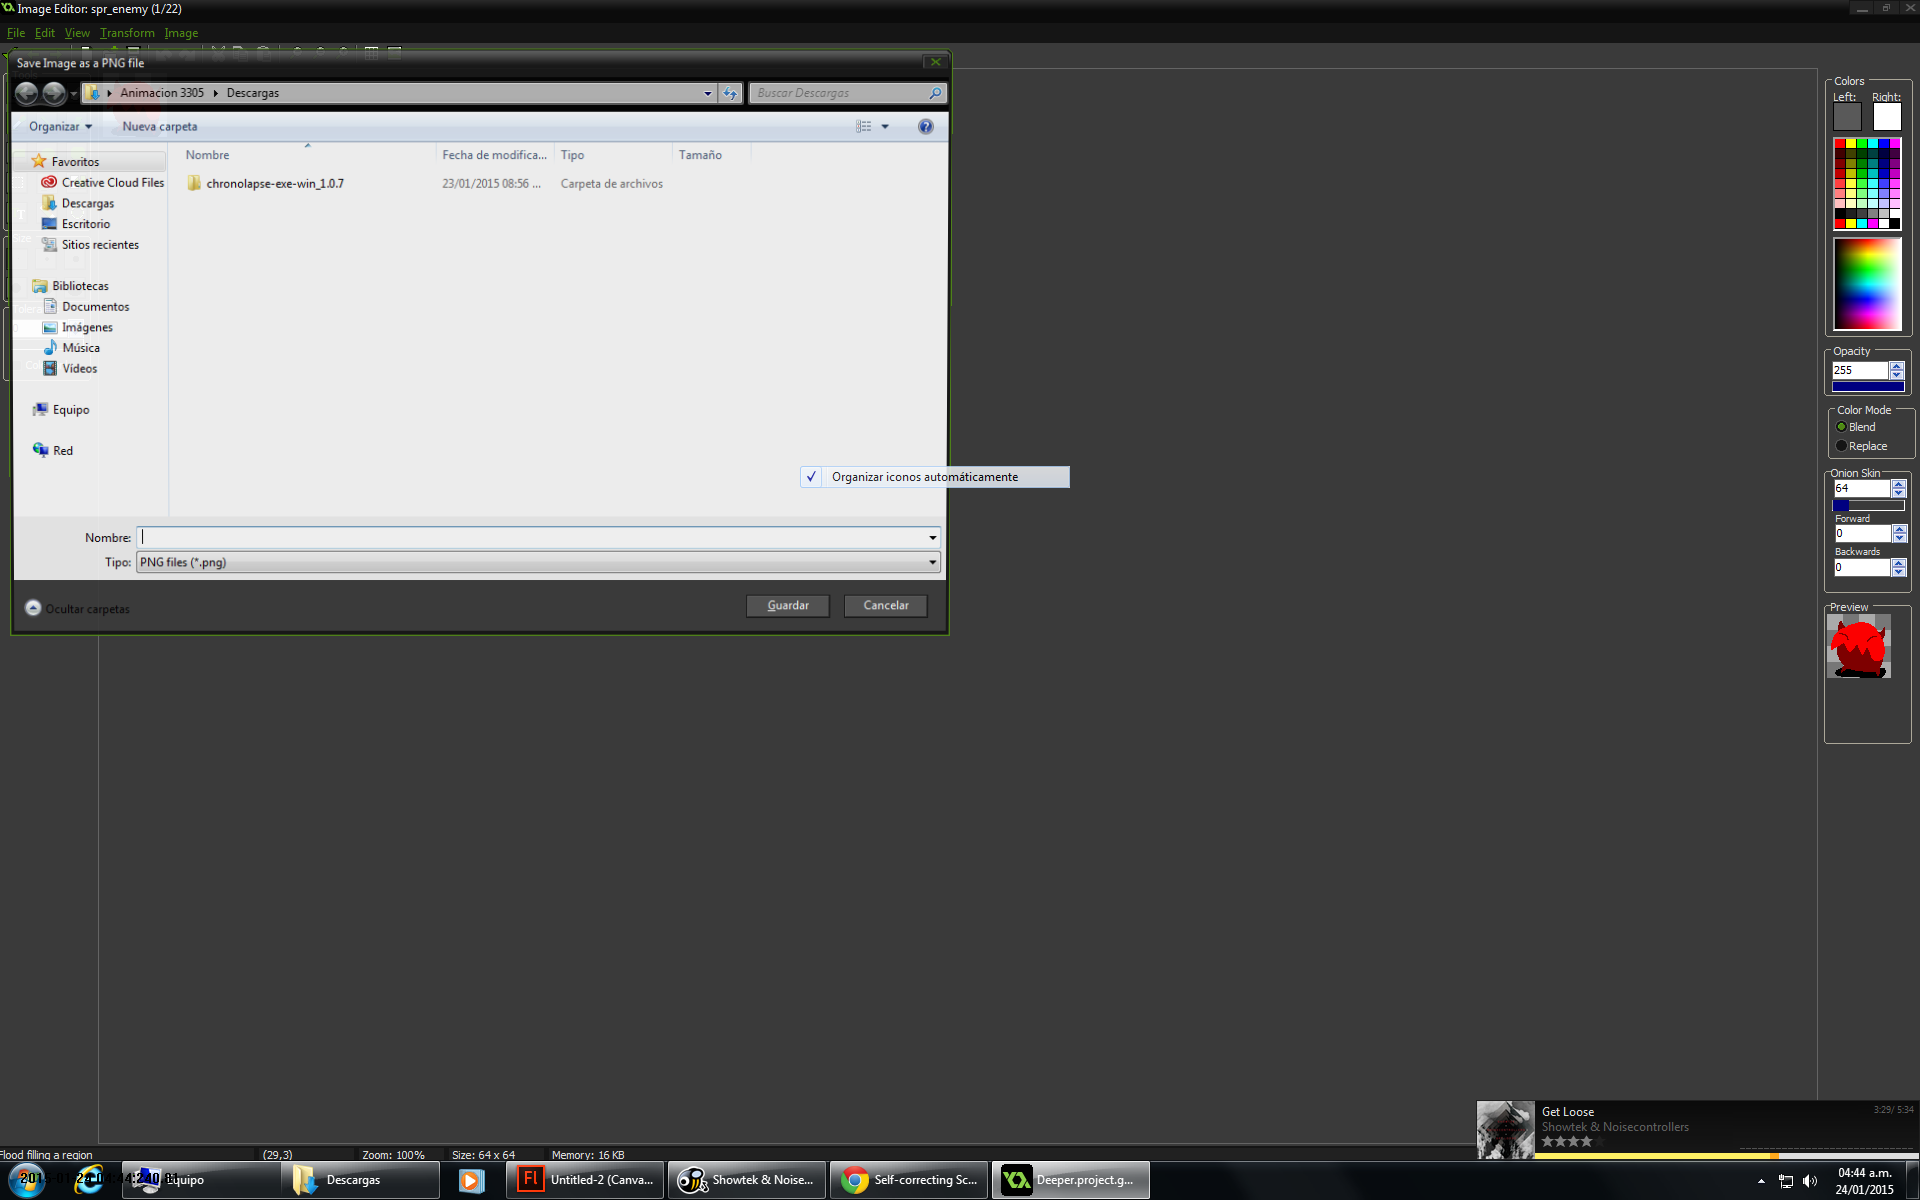 Image Editor: spr_enemy (1/22)
File Edit View Transform Image
Save Image as a PNG file
Animacion 3305 Descargas
Buscar Descargas
Organizar Nueva carpeta
Nombre Fecha de modifica... Tipo Tamaño
chronolapse-exe-win_1.0.7 23/01/2015 08:56 ... Carpeta de archivos
Favoritos
Creative Cloud Files
Descargas
Escritorio
Sitios recientes
Bibliotecas
Documentos
Imágenes
Música
Vídeos
Equipo
Red
Organizar iconos automáticamente
Nombre:
Tipo: PNG files (*.png)
Ocultar carpetas
Guardar Cancelar
Colors
Left: Right:
Opacity
255
Color Mode
Blend
Replace
Onion Skin
64
Forward
0
Backwards
0
Preview
Get Loose 3:29/ 5:34
Showtek & Noisecontrollers
Flood filling a region (29,3) Zoom: 100% Size: 64 x 64 Memory: 16 KB
Equipo
Descargas
Untitled-2 (Canva...
Showtek & Noise...
Self-correcting Sc...
Deeper.project.g...
04:44 a.m.
24/01/2015